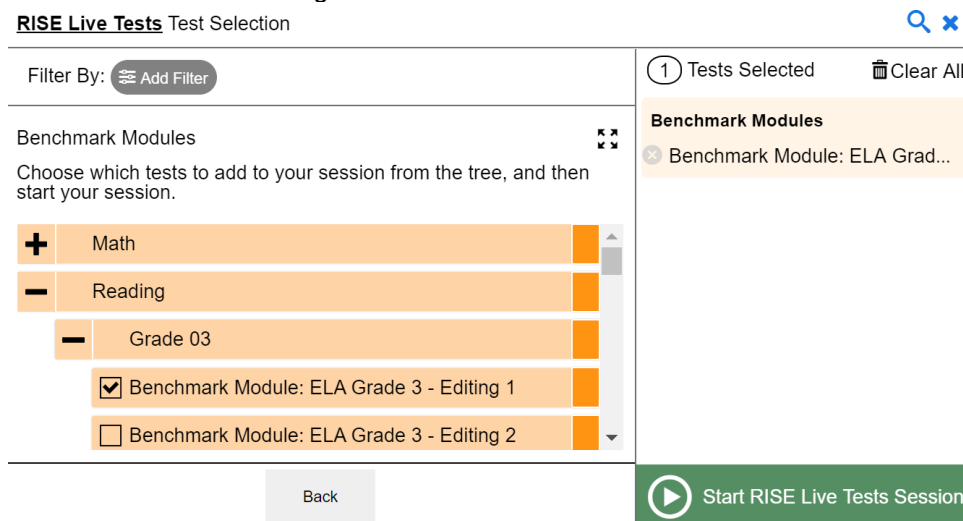 RISE Live Tests Test Selection
Filter By: Add Filter
Benchmark Modules
Choose which tests to add to your session from the tree, and then
start your session.
Math
Reading
Grade 03
Benchmark Module: ELA Grade 3 - Editing 1
Benchmark Module: ELA Grade 3 - Editing 2
Back
1 Tests Selected Clear All
Benchmark Modules
Benchmark Module: ELA Grad...
Start RISE Live Tests Session